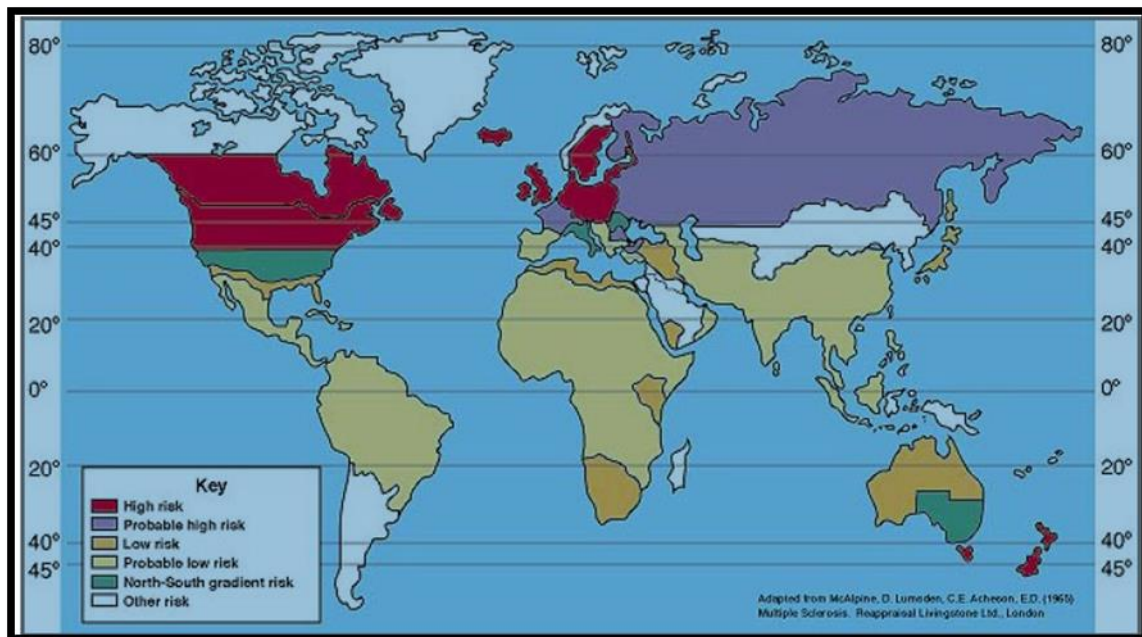 80°
80°
60°
60°
45°
45°
40°
40°
20°
20°
0°
0°
20°
20°
40°
40°
45°
45°
Key
High risk
Probable high risk
Low risk
Probable low risk
North-South gradient risk
Other risk
Adapted from McAlpine, D. Lumsden, C.E. Acheson, E.D. (1965)
Multiple Sclerosis. Reappraisal Livingstone Ltd., London